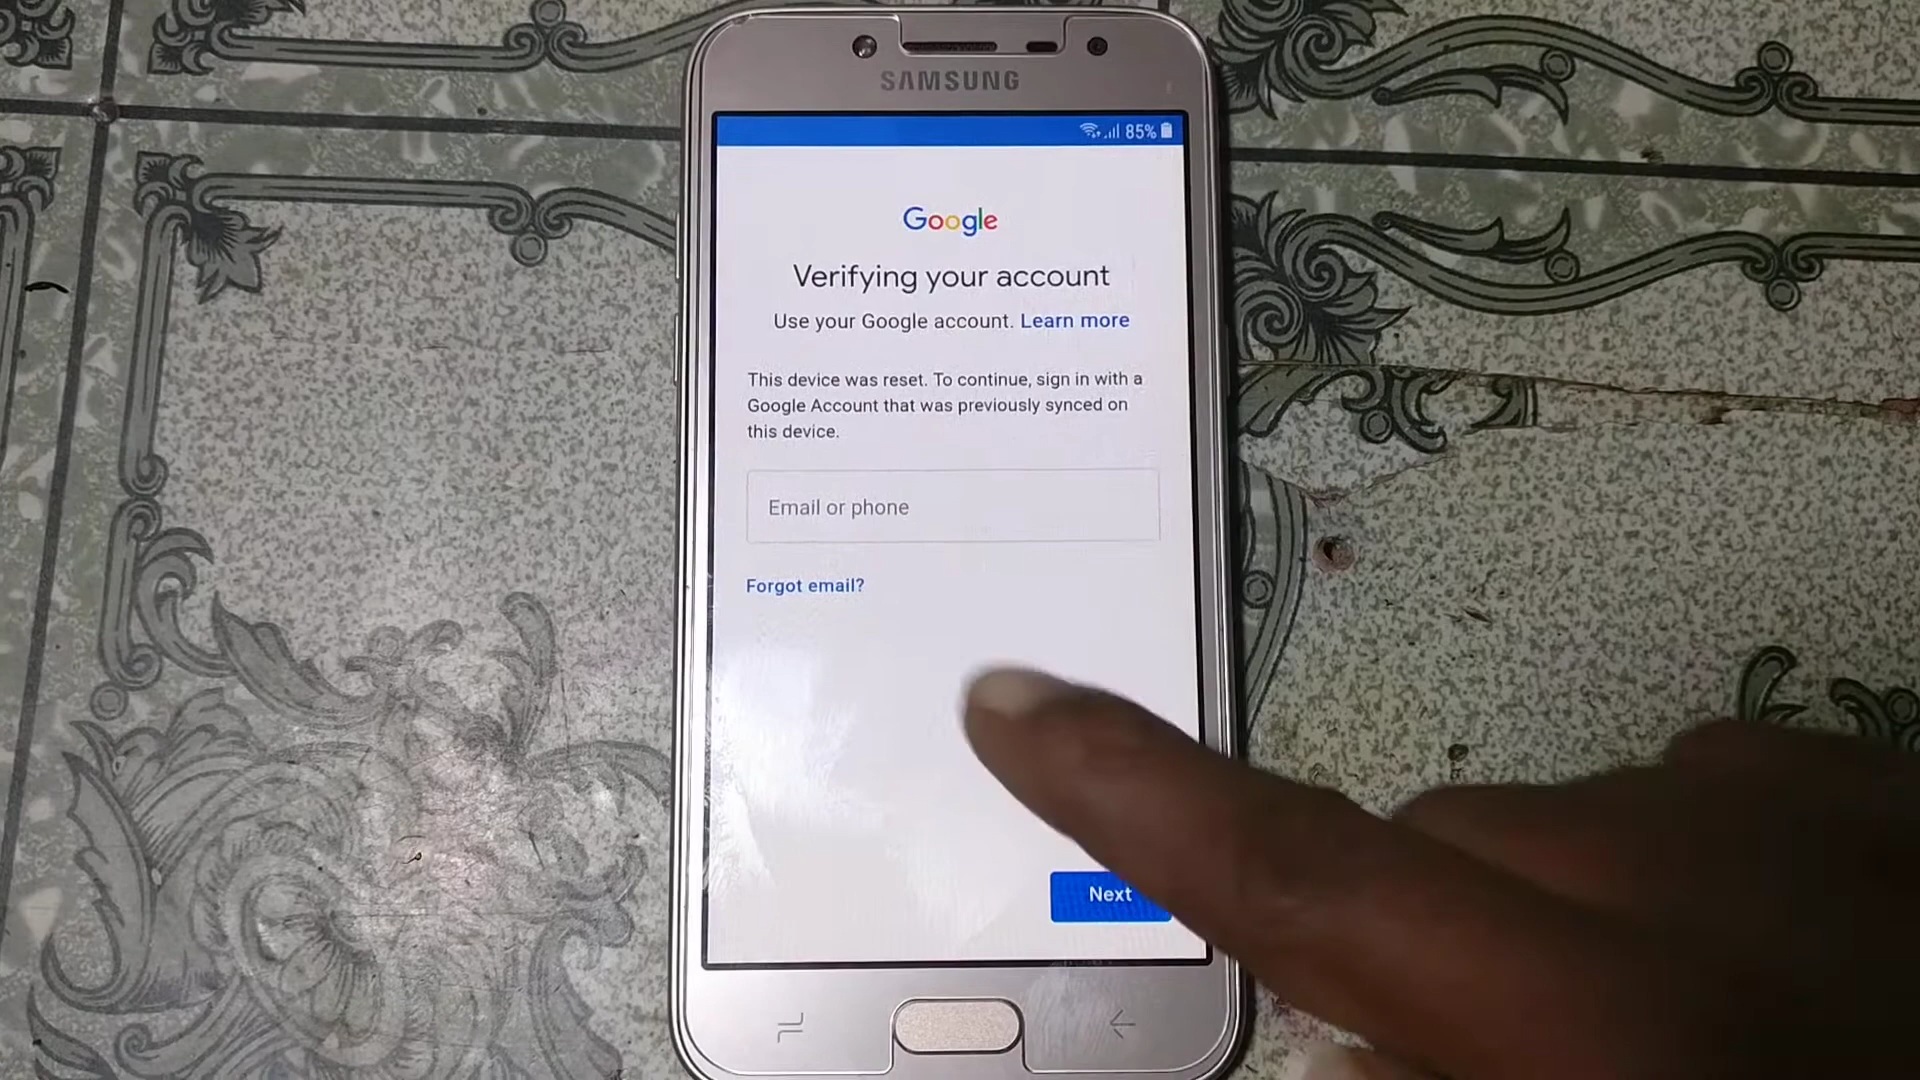 SAMSUNG
85%
Google
Verifying your account
Use your Google account. Learn more
This device was reset. To continue, sign in with a
Google Account that was previously synced on
this device.
Email or phone
Forgot email?
Next